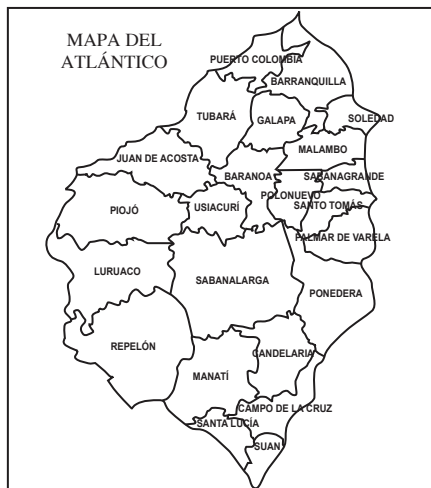 MAPA DEL
ATLÁNTICO
PUERTO COLOMBIA
BARRANQUILLA
TUBARÁ
GALAPA
SOLEDAD
MALAMBO
JUAN DE ACOSTA
BARANOA
SABANAGRANDE
POLONUEVO
SANTO TOMÁS
PIOJÓ
USIACURÍ
PALMAR DE VARELA
LURUACO
SABANALARGA
PONEDERA
REPELÓN
CANDELARIA
MANATÍ
CAMPO DE LA CRUZ
SANTA LUCÍA
SUAN